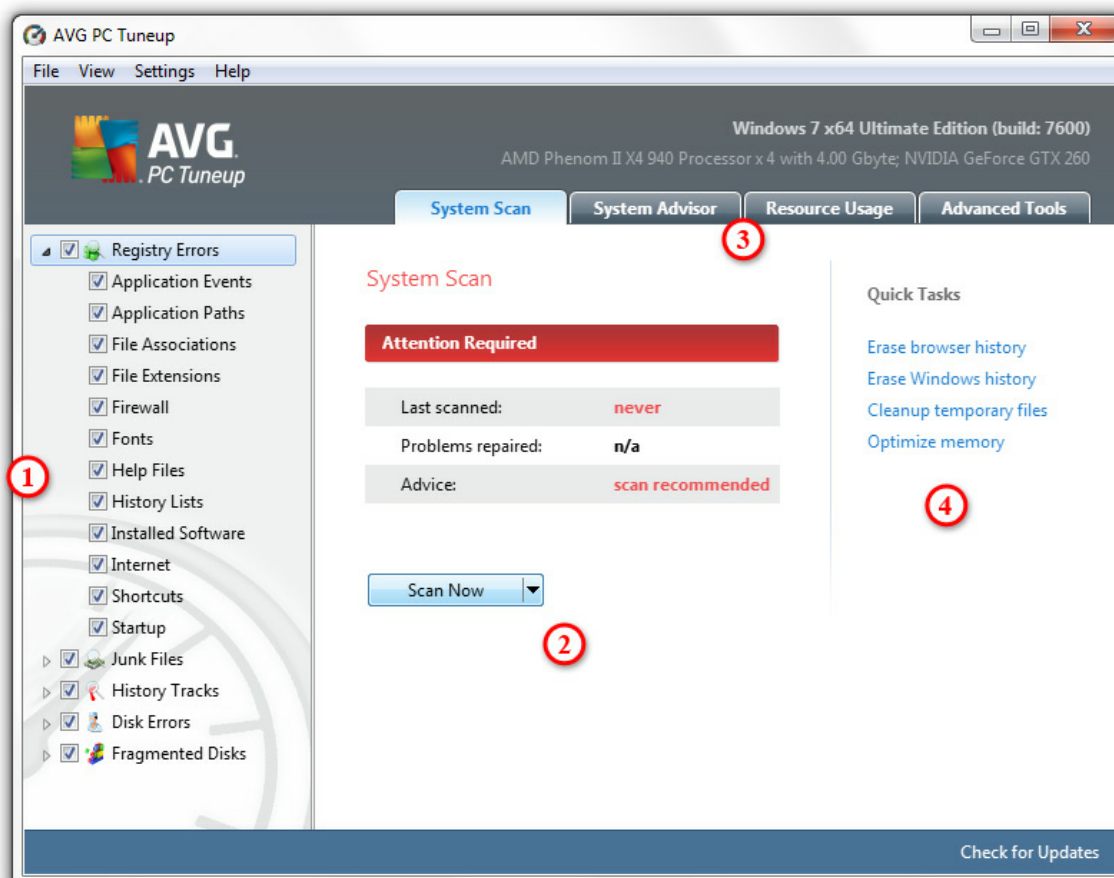 AVG PC Tuneup
File View Settings Help
AVG.
PC Tuneup
Windows 7 x64 Ultimate Edition (build: 7600)
AMD Phenom II X4 940 Processor x 4 with 4.00 Gbyte; NVIDIA GeForce GTX 260
System Scan System Advisor Resource Usage Advanced Tools
3
Registry Errors
Application Events
Application Paths
File Associations
File Extensions
Firewall
Fonts
1
Help Files
History Lists
Installed Software
Internet
Shortcuts
Startup
Junk Files
History Tracks
Disk Errors
Fragmented Disks
System Scan
Attention Required
Last scanned: never
Problems repaired: n/a
Advice: scan recommended
Scan Now
2
Quick Tasks
Erase browser history
Erase Windows history
Cleanup temporary files
Optimize memory
4
Check for Updates